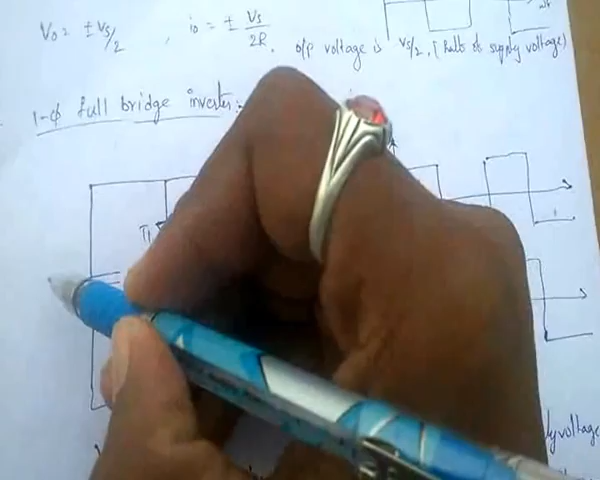 V₀ = ± Vs/2 , i₀ = ± Vs/2R . o/p voltage is Vs/2. [ half of supply voltage)
1-φ full bridge inverter:-
T1
ly voltage